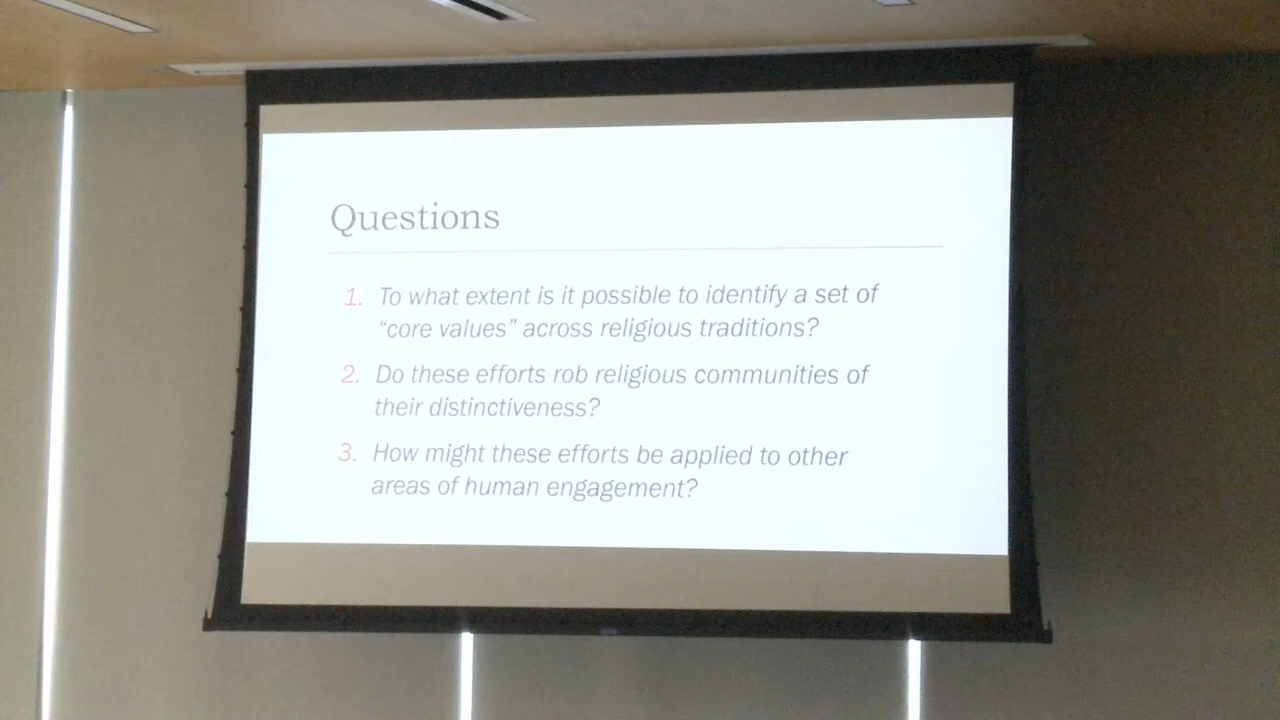 Questions
1. To what extent is it possible to identify a set of
“core values” across religious traditions?
2. Do these efforts rob religious communities of
their distinctiveness?
3. How might these efforts be applied to other
areas of human engagement?